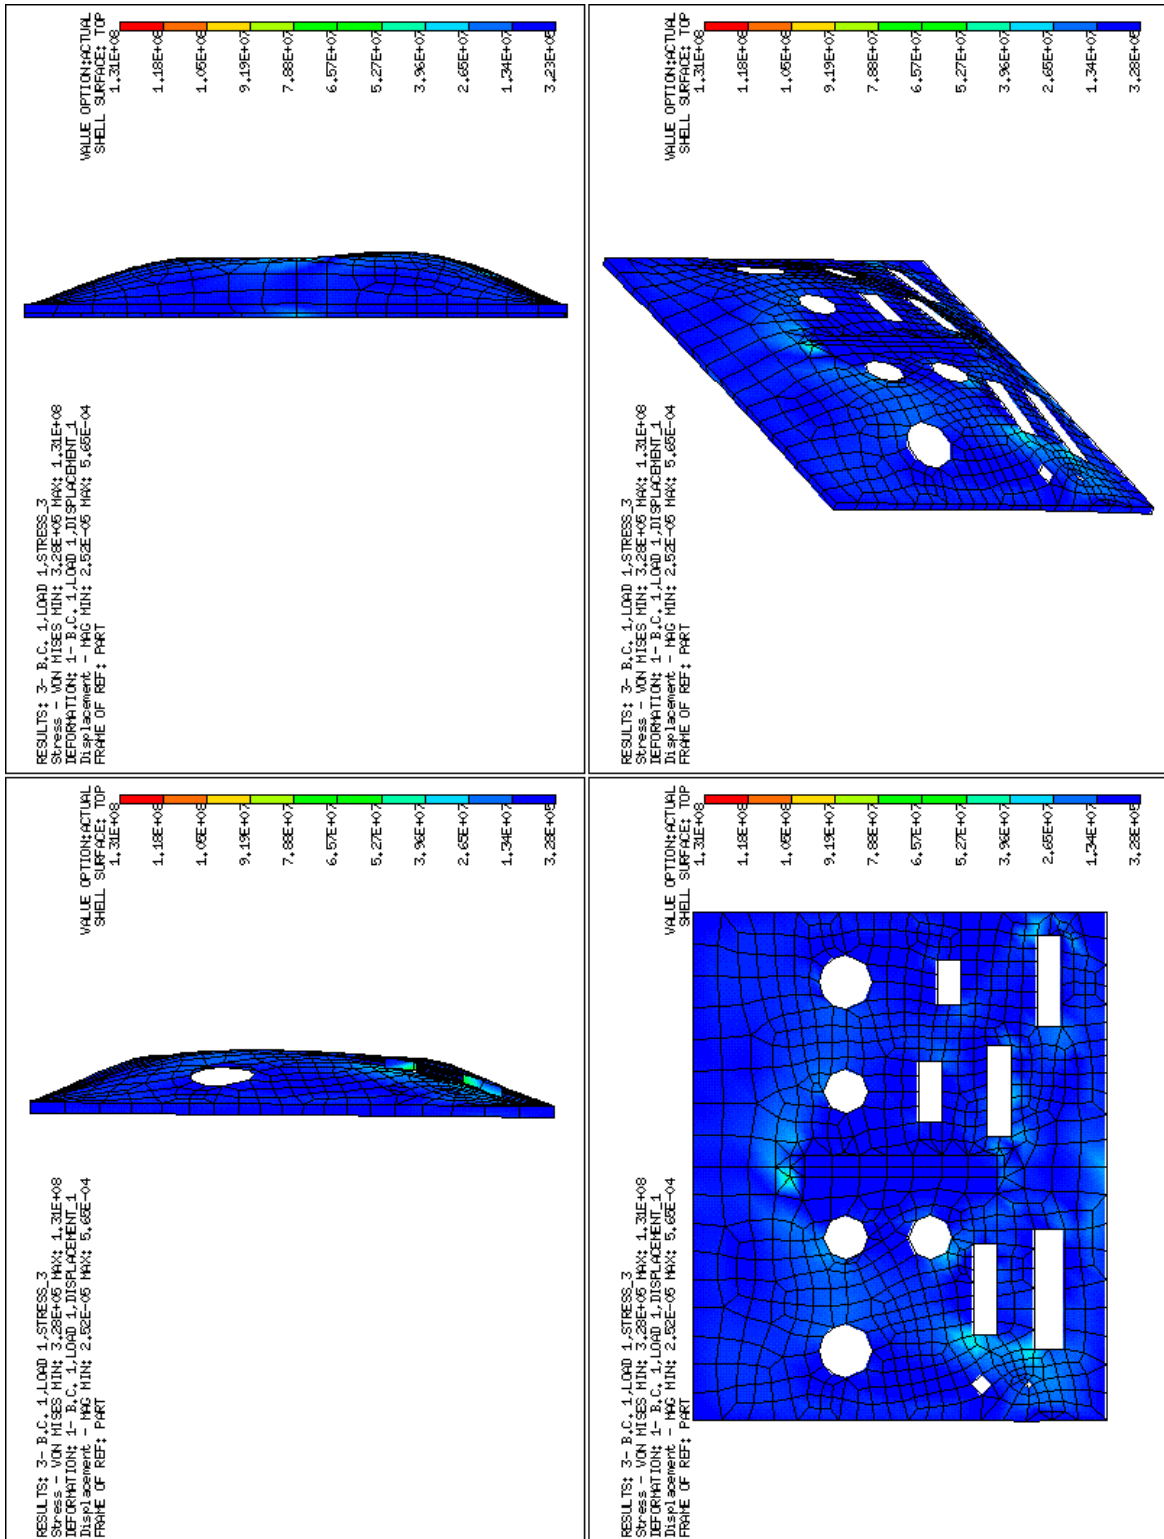 RESULTS: 3- B.C. 1,LOAD 1,STRESS_3
Stress - VON MISES MIN: 3.28E+05 MAX: 1.31E+08
DEFORMATION: 1- B.C. 1,LOAD 1,DISPLACEMENT_1
Displacement - MAG MIN: 2.52E-05 MAX: 5.65E-04
FRAME OF REF: PART
VALUE OPTION:ACTUAL
SHELL SURFACE: TOP
1.31E+08
1.18E+08
1.05E+08
9.19E+07
7.88E+07
6.57E+07
5.27E+07
3.96E+07
2.65E+07
1.34E+07
3.28E+05
RESULTS: 3- B.C. 1,LOAD 1,STRESS_3
Stress - VON MISES MIN: 3.28E+05 MAX: 1.31E+08
DEFORMATION: 1- B.C. 1,LOAD 1,DISPLACEMENT_1
Displacement - MAG MIN: 2.52E-05 MAX: 5.65E-04
FRAME OF REF: PART
VALUE OPTION:ACTUAL
SHELL SURFACE: TOP
1.31E+08
1.18E+08
1.05E+08
9.19E+07
7.88E+07
6.57E+07
5.27E+07
3.96E+07
2.65E+07
1.34E+07
3.28E+05
RESULTS: 3- B.C. 1,LOAD 1,STRESS_3
Stress - VON MISES MIN: 3.28E+05 MAX: 1.31E+08
DEFORMATION: 1- B.C. 1,LOAD 1,DISPLACEMENT_1
Displacement - MAG MIN: 2.52E-05 MAX: 5.65E-04
FRAME OF REF: PART
VALUE OPTION:ACTUAL
SHELL SURFACE: TOP
1.31E+08
1.18E+08
1.05E+08
9.19E+07
7.88E+07
6.57E+07
5.27E+07
3.96E+07
2.65E+07
1.34E+07
3.28E+05
RESULTS: 3- B.C. 1,LOAD 1,STRESS_3
Stress - VON MISES MIN: 3.28E+05 MAX: 1.31E+08
DEFORMATION: 1- B.C. 1,LOAD 1,DISPLACEMENT_1
Displacement - MAG MIN: 2.52E-05 MAX: 5.65E-04
FRAME OF REF: PART
VALUE OPTION:ACTUAL
SHELL SURFACE: TOP
1.31E+08
1.18E+08
1.05E+08
9.19E+07
7.88E+07
6.57E+07
5.27E+07
3.96E+07
2.65E+07
1.34E+07
3.28E+05